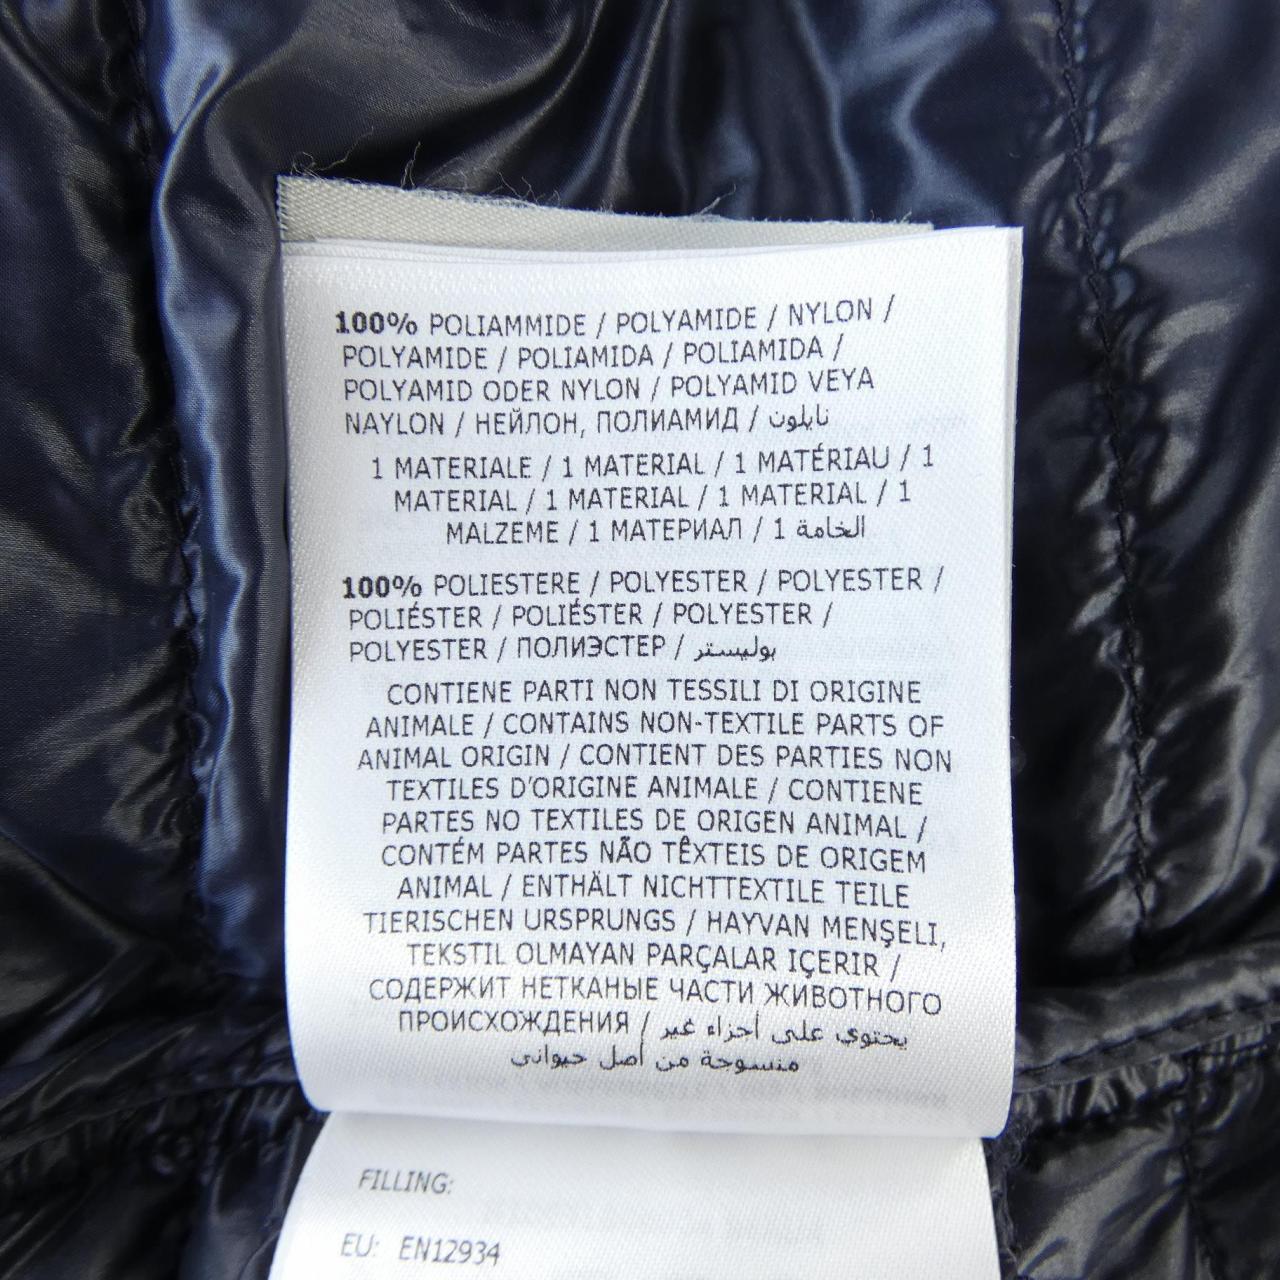 100% POLIAMMIDE / POLYAMIDE / NYLON /
POLYAMIDE / POLIAMIDA / POLIAMIDA /
POLYAMID ODER NYLON / POLYAMID VEYA
NAYLON / НЕЙЛОН, ПОЛИАМИД / نايلون
1 MATERIALE / 1 MATERIAL / 1 MATÉRIAU / 1
MATERIAL / 1 MATERIAL / 1 MATERIAL / 1
MALZEME / 1 МАТЕРИАЛ / 1 الخامة
100% POLIESTERE / POLYESTER / POLYESTER /
POLIÉSTER / POLIÉSTER / POLYESTER /
POLYESTER / ПОЛИЭСТЕР / بوليستر
CONTIENE PARTI NON TESSILI DI ORIGINE
ANIMALE / CONTAINS NON-TEXTILE PARTS OF
ANIMAL ORIGIN / CONTIENT DES PARTIES NON
TEXTILES D'ORIGINE ANIMALE / CONTIENE
PARTES NO TEXTILES DE ORIGEN ANIMAL /
CONTÉM PARTES NÃO TÊXTEIS DE ORIGEM
ANIMAL / ENTHÄLT NICHTTEXTILE TEILE
TIERISCHEN URSPRUNGS / HAYVAN MENŞELI,
TEKSTIL OLMAYAN PARÇALAR IÇERIR /
СОДЕРЖИТ НЕТКАНЫЕ ЧАСТИ ЖИВОТНОГО
ПРОИСХОЖДЕНИЯ / يحتوي على أجزاء غير
منسوجة من أصل حيواني
FILLING:
EU: EN12934